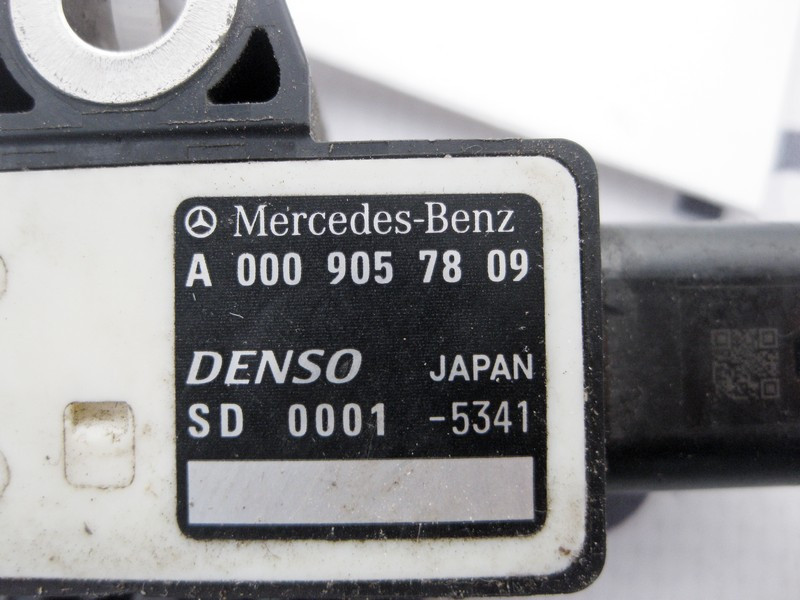 Mercedes-Benz
A 000 905 78 09
DENSO JAPAN
SD 0001 -5341